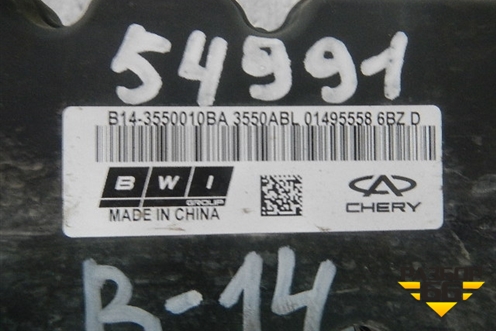 54991
B14-3550010BA 3550ABL 01495558 6BZ D
BWI
GROUP
MADE IN CHINA
CHERY
B-14